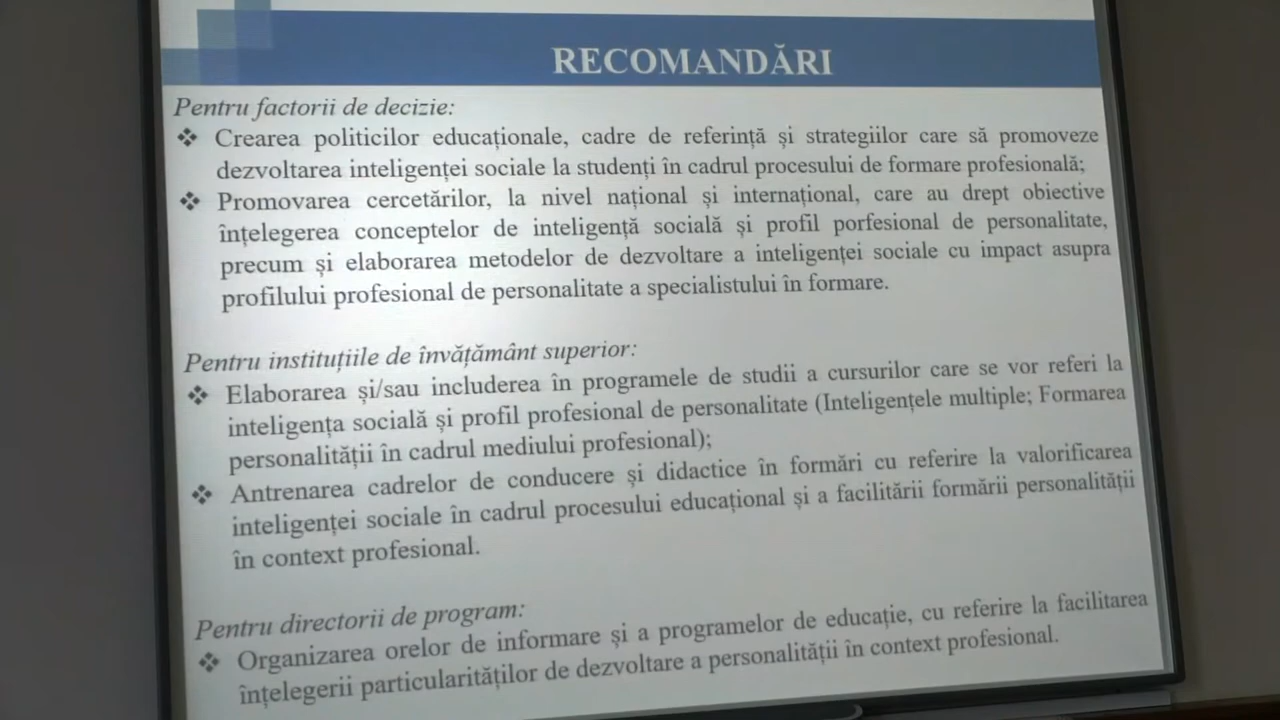 RECOMANDĂRI
Pentru factorii de decizie:
❖ Crearea politicilor educaționale, cadre de referință și strategiilor care să promoveze
dezvoltarea inteligenței sociale la studenți în cadrul procesului de formare profesională;
❖ Promovarea cercetărilor, la nivel național și internațional, care au drept obiective
înțelegerea conceptelor de inteligență socială și profil porfesional de personalitate,
precum și elaborarea metodelor de dezvoltare a inteligenței sociale cu impact asupra
profilului profesional de personalitate a specialistului în formare.
Pentru instituțiile de învățământ superior:
❖ Elaborarea și/sau includerea în programele de studii a cursurilor care se vor referi la
inteligența socială și profil profesional de personalitate (Inteligențele multiple; Formarea
personalității în cadrul mediului profesional);
❖ Antrenarea cadrelor de conducere și didactice în formări cu referire la valorificarea
inteligenței sociale în cadrul procesului educațional și a facilitării formării personalității
în context profesional.
Pentru directorii de program:
❖ Organizarea orelor de informare și a programelor de educație, cu referire la facilitarea
înțelegerii particularităților de dezvoltare a personalității în context profesional.